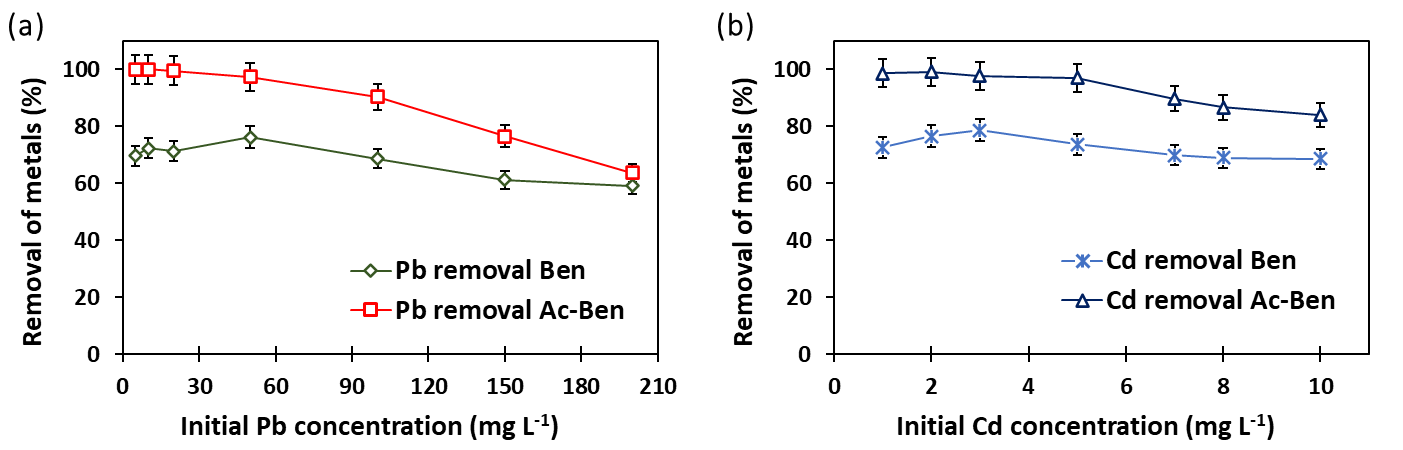 (a)
Removal of metals (%)
100
80
60
40
20
0
Pb removal Ben
Pb removal Ac-Ben
0 30 60 90 120 150 180 210
Initial Pb concentration (mg L⁻¹)
(b)
Removal of metals (%)
100
80
60
40
20
0
Cd removal Ben
Cd removal Ac-Ben
0 2 4 6 8 10
Initial Cd concentration (mg L⁻¹)